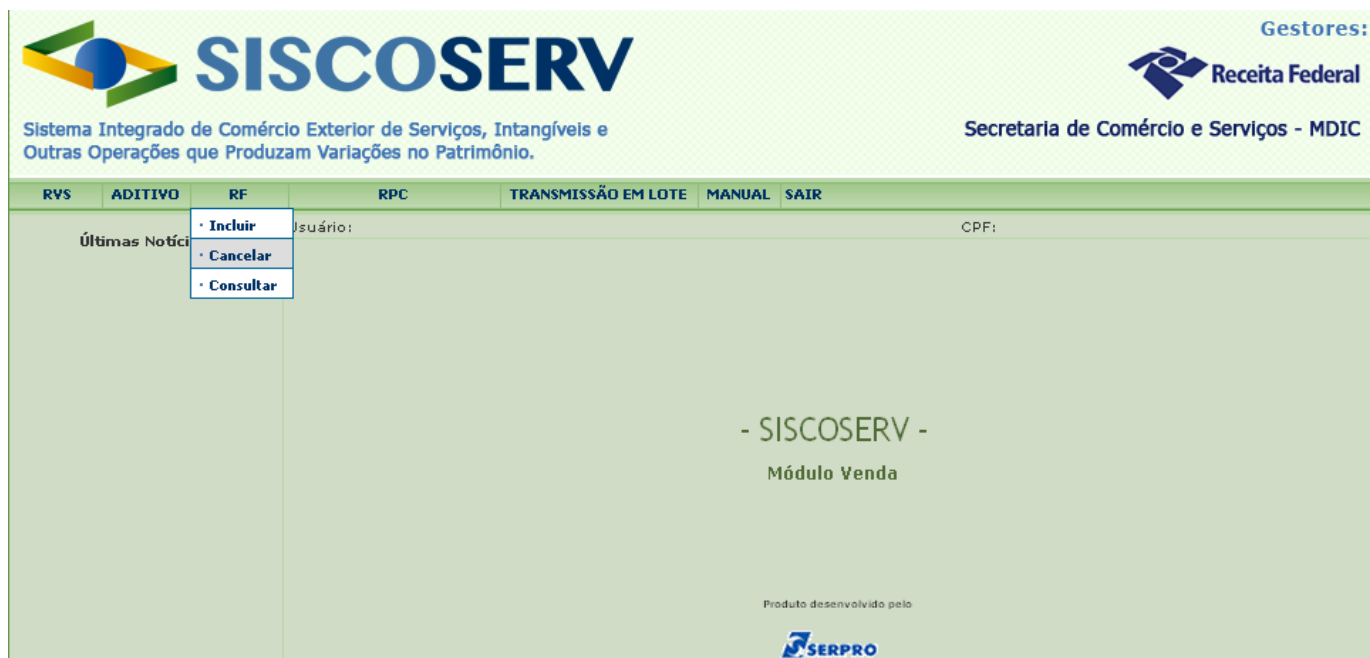 SISCOSERV
Gestores:
Receita Federal
Sistema Integrado de Comércio Exterior de Serviços, Intangíveis e
Outras Operações que Produzam Variações no Patrimônio.
Secretaria de Comércio e Serviços - MDIC
RVS ADITIVO RF RPC TRANSMISSÃO EM LOTE MANUAL SAIR
Últimas Notíci
· Incluir
· Cancelar
· Consultar
Jsuário:
CPF:
- SISCOSERV -
Módulo Venda
Produto desenvolvido pelo
SERPRO